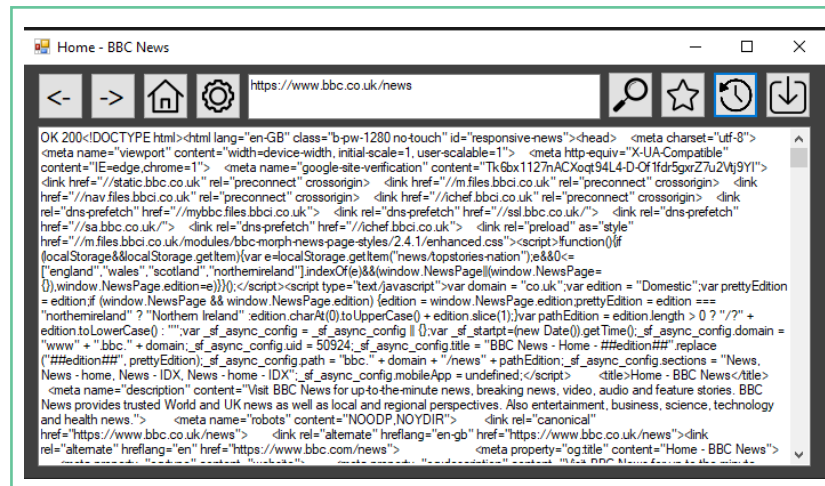 Home - BBC News
<- -> https://www.bbc.co.uk/news
OK 200<!DOCTYPE html><html lang="en-GB" class="b-pw-1280 no-touch" id="responsive-news"><head>   <meta charset="utf-8">
<meta name="viewport" content="width=device-width, initial-scale=1, user-scalable=1">   <meta http-equiv="X-UA-Compatible"
content="IE=edge,chrome=1">   <meta name="google-site-verification" content="Tk6bx1127nACXoqt94L4-D-Of1fdr5gxrZ7u2Vtj9YI">
<link href="//static.bbc.co.uk" rel="preconnect" crossorigin>   <link href="//m.files.bbci.co.uk" rel="preconnect" crossorigin>   <link
href="//nav.files.bbci.co.uk" rel="preconnect" crossorigin>   <link href="//ichef.bbci.co.uk" rel="preconnect" crossorigin>   <link
rel="dns-prefetch" href="//mybbc.files.bbci.co.uk">   <link rel="dns-prefetch" href="//ssl.bbc.co.uk/">   <link rel="dns-prefetch"
href="//sa.bbc.co.uk/">   <link rel="dns-prefetch" href="//ichef.bbci.co.uk">   <link rel="preload" as="style"
href="//m.files.bbci.co.uk/modules/bbc-morph-news-page-styles/2.4.1/enhanced.css"><script>!function(){if
(localStorage&&localStorage.getItem){var e=localStorage.getItem("news/topstories-nation");e&&0<=
["england","wales","scotland","northernireland"].indexOf(e)&&(window.NewsPage||(window.NewsPage=
{}),window.NewsPage.edition=e)}}();</script><script type="text/javascript">var domain = "co.uk";var edition = "Domestic";var prettyEdition
= edition;if (window.NewsPage && window.NewsPage.edition) {edition = window.NewsPage.edition;prettyEdition = edition ===
"northernireland" ? "Northern Ireland" :edition.charAt(0).toUpperCase() + edition.slice(1);}var pathEdition = edition.length > 0 ? "/?" +
edition.toLowerCase() : "";var _sf_async_config = _sf_async_config || {};var _sf_startpt=(new Date()).getTime();_sf_async_config.domain =
"www" + ".bbc." + domain;_sf_async_config.uid = 50924;_sf_async_config.title = "BBC News - Home - ##edition##".replace
("##edition##", prettyEdition);_sf_async_config.path = "bbc." + domain + "/news" + pathEdition;_sf_async_config.sections = "News,
News - home, News - IDX, News - home - IDX";_sf_async_config.mobileApp = undefined;</script>      <title>Home - BBC News</title>
<meta name="description" content="Visit BBC News for up-to-the-minute news, breaking news, video, audio and feature stories. BBC
News provides trusted World and UK news as well as local and regional perspectives. Also entertainment, business, science, technology
and health news.">      <meta name="robots" content="NOODP,NOYDIR">      <link rel="canonical"
href="https://www.bbc.co.uk/news">      <link rel="alternate" hreflang="en-gb" href="https://www.bbc.co.uk/news"><link
rel="alternate" hreflang="en" href="https://www.bbc.com/news">      <meta property="og:title" content="Home - BBC News">